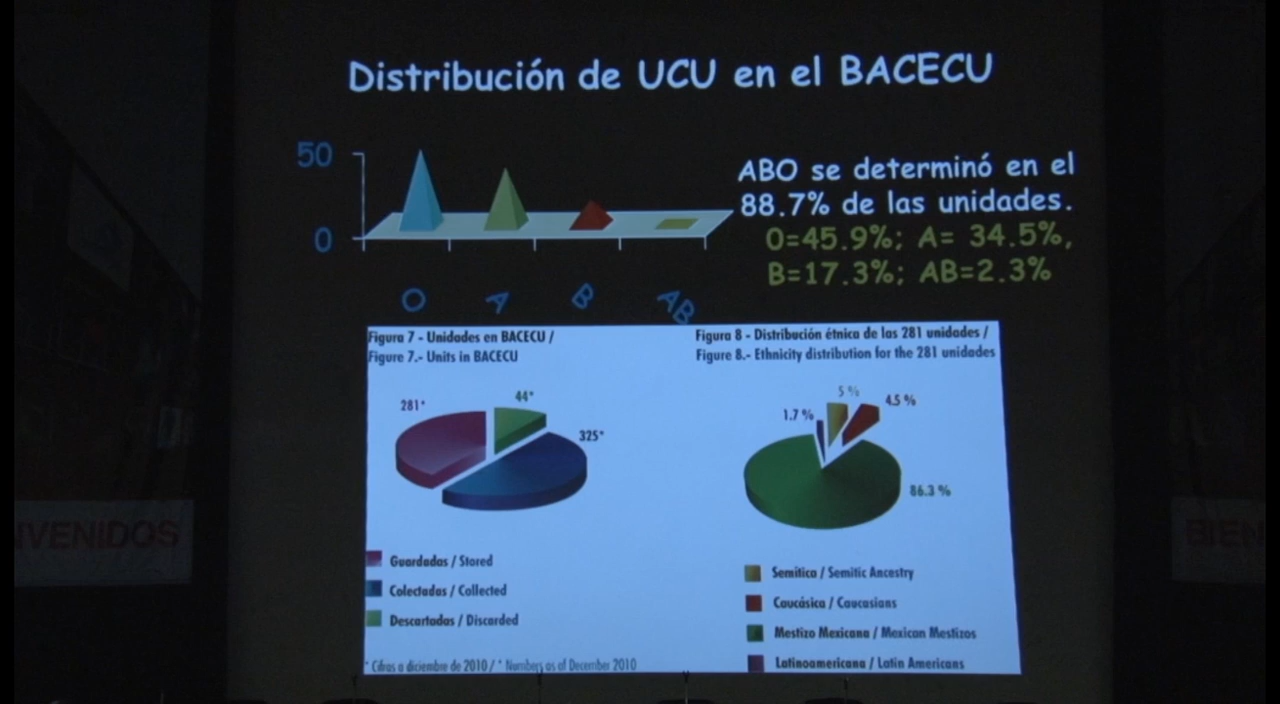 Distribución de UCU en el BACECU
50
0
O
A
B
AB
ABO se determinó en el
88.7% de las unidades.
O=45.9%; A= 34.5%,
B=17.3%; AB=2.3%
Figura 7 - Unidades en BACECU /
Figure 7.- Units in BACECU
281*
44*
325*
Guardadas / Stored
Colectadas / Collected
Descartadas / Discarded
* Cifras a diciembre de 2010 / * Numbers as of December 2010
Figura 8 - Distribución étnica de las 281 unidades /
Figure 8.- Ethnicity distribution for the 281 unidades
1.7 %
5 %
4.5 %
86.3 %
Semítica / Semitic Ancestry
Caucásica / Caucasians
Mestizo Mexicana / Mexican Mestizos
Latinoamericana / Latin Americans
NVENIDOS
BIEN